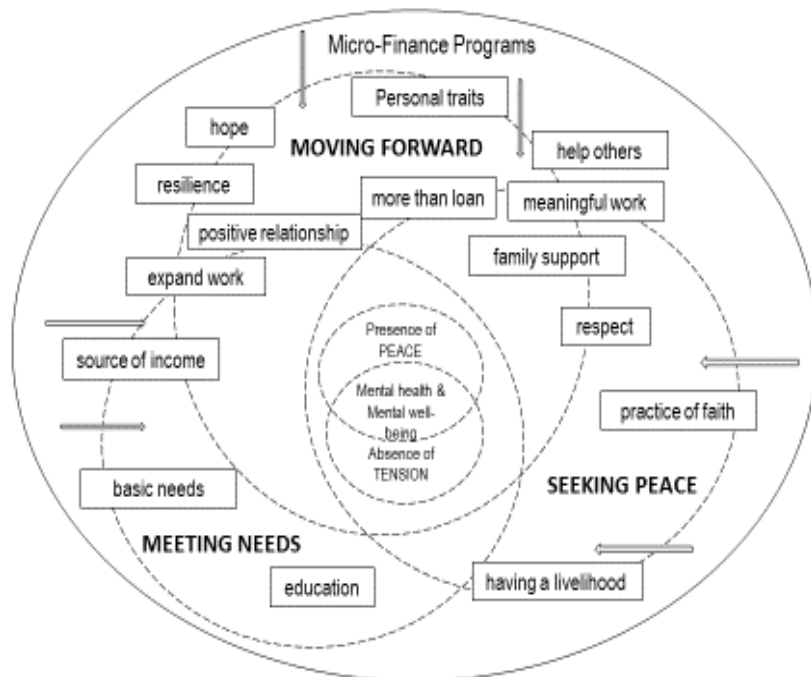 Micro-Finance Programs
Personal traits
hope
MOVING FORWARD
help others
resilience
more than loan
meaningful work
positive relationship
family support
expand work
Presence of
PEACE
respect
source of income
Mental health &
Mental well-
being
Absence of
TENSION
practice of faith
basic needs
SEEKING PEACE
MEETING NEEDS
education
having a livelihood